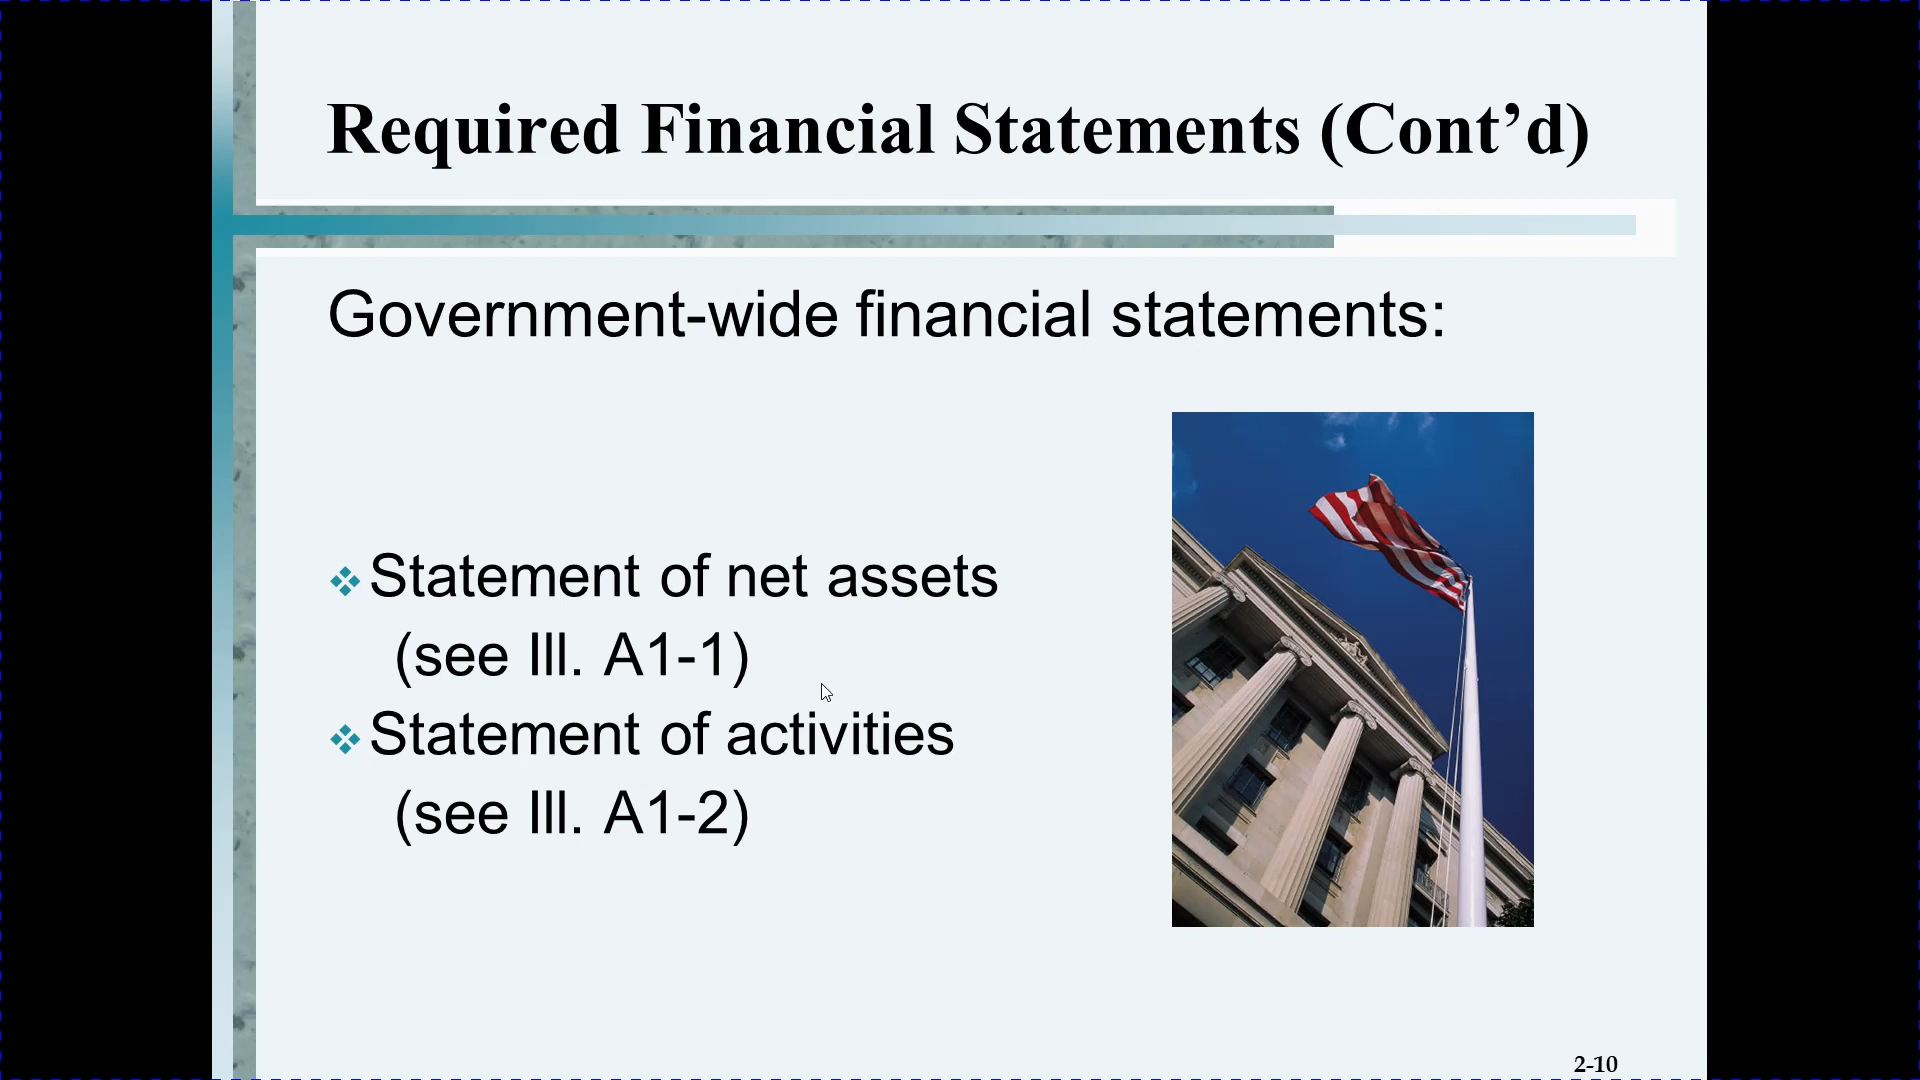 Required Financial Statements (Cont’d)
Government-wide financial statements:
Statement of net assets
(see Ill. A1-1)
Statement of activities
(see Ill. A1-2)
2-10